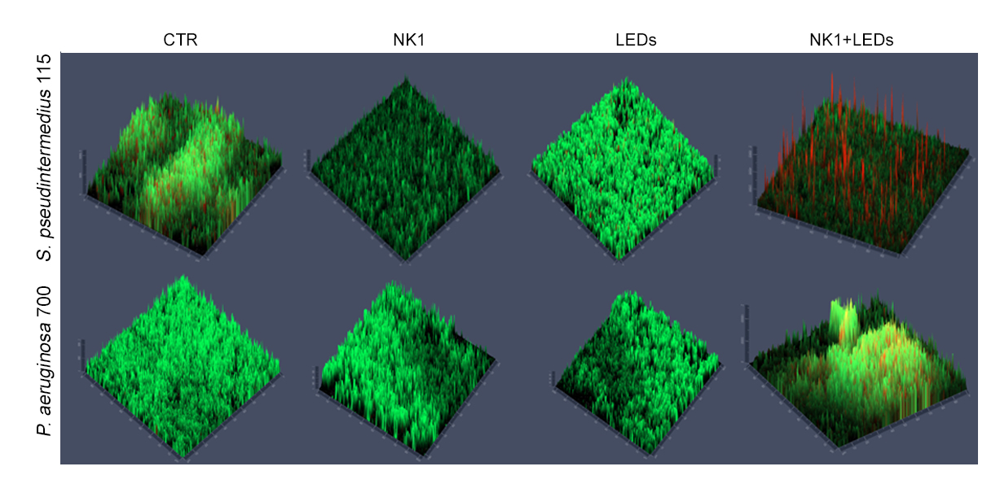 CTR NK1 LEDs NK1+LEDs
S. pseudintermedius 115
P. aeruginosa 700